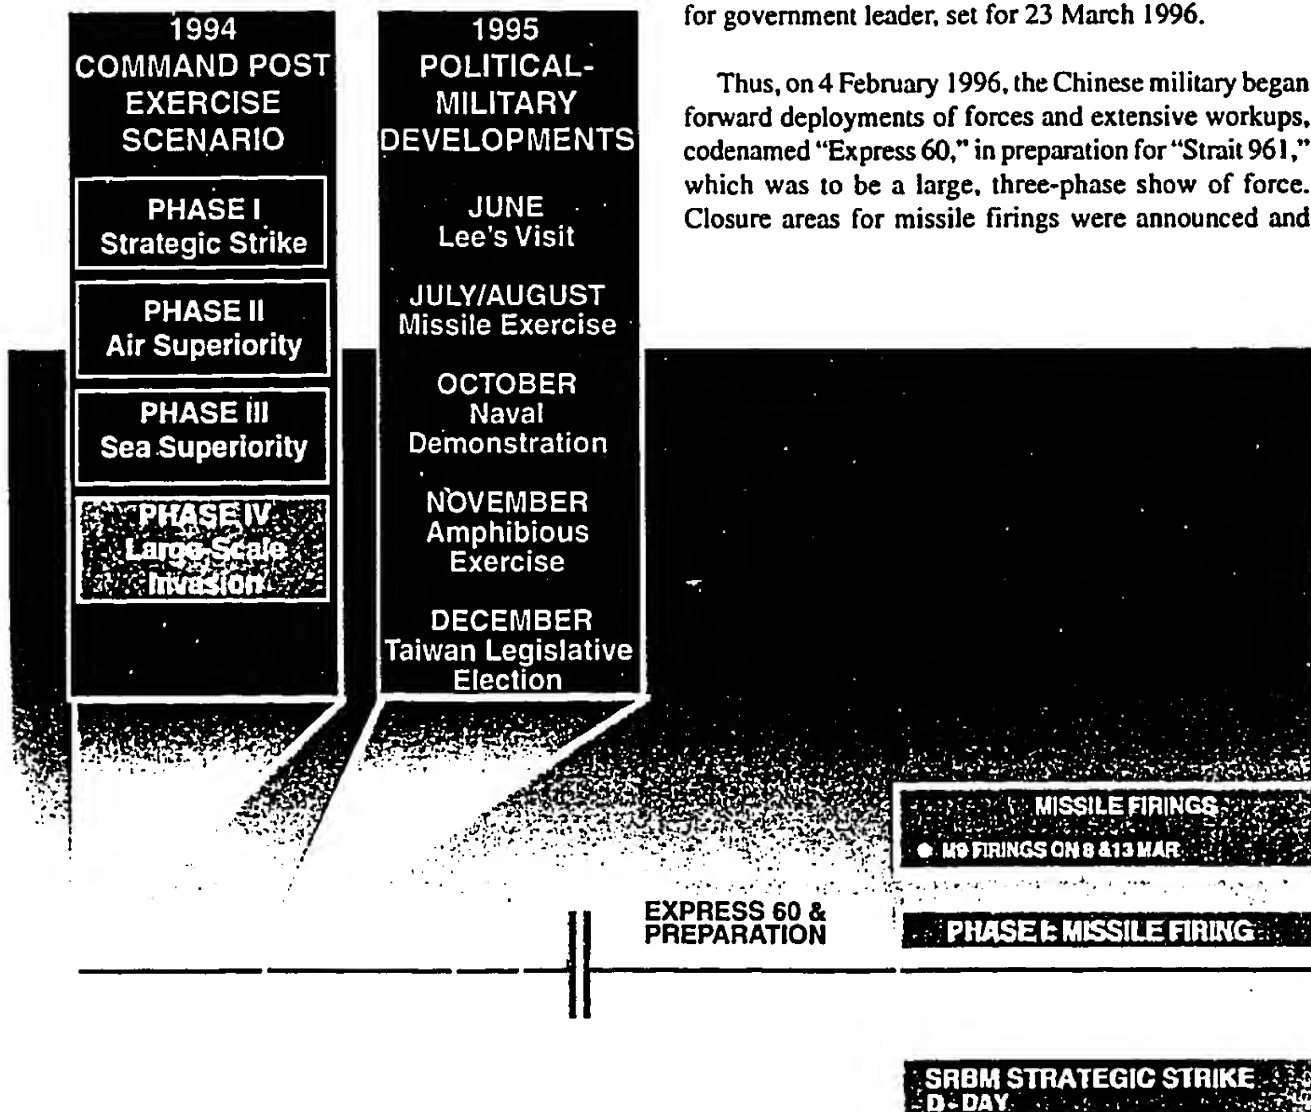 1994
COMMAND POST
EXERCISE
SCENARIO
PHASE I
Strategic Strike
PHASE II
Air Superiority
PHASE III
Sea Superiority
PHASE IV
Large-Scale
Invasion
1995
POLITICAL-
MILITARY
DEVELOPMENTS
JUNE
Lee's Visit
JULY/AUGUST
Missile Exercise
OCTOBER
Naval
Demonstration
NOVEMBER
Amphibious
Exercise
DECEMBER
Taiwan Legislative
Election
for government leader, set for 23 March 1996.
Thus, on 4 February 1996, the Chinese military began
forward deployments of forces and extensive workups,
codenamed "Express 60," in preparation for "Strait 961,"
which was to be a large, three-phase show of force.
Closure areas for missile firings were announced and
MISSILE FIRINGS
● M9 FIRINGS ON 8 & 13 MAR
EXPRESS 60 &
PREPARATION
PHASE I: MISSILE FIRING
SRBM STRATEGIC STRIKE
D-DAY